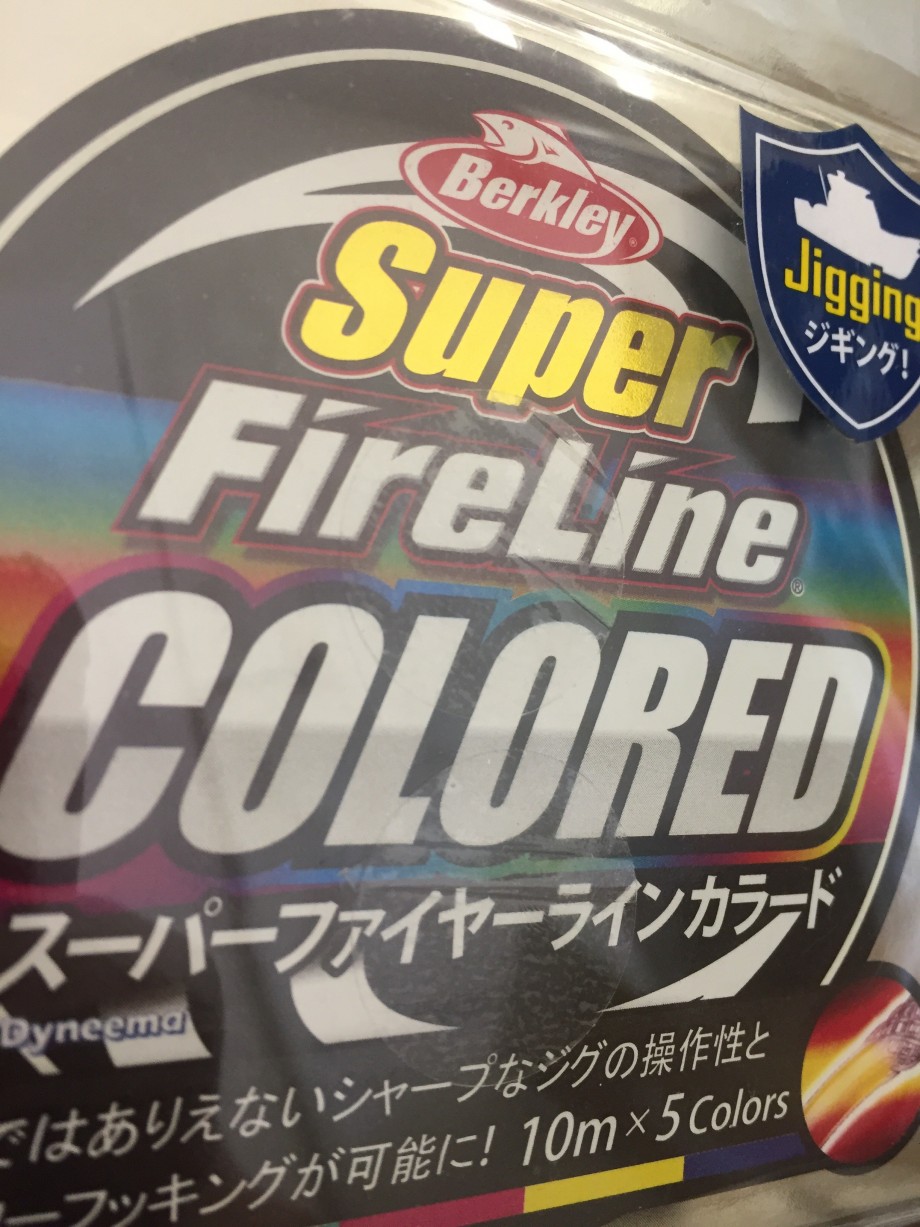 Berkley
Super
FireLine
COLORED
Jigging
ジギング!
スーパーファイヤーラインカラード
Dyneema
ではありえないシャープなジグの操作性と
ーフッキングが可能に! 10m×5 Colors